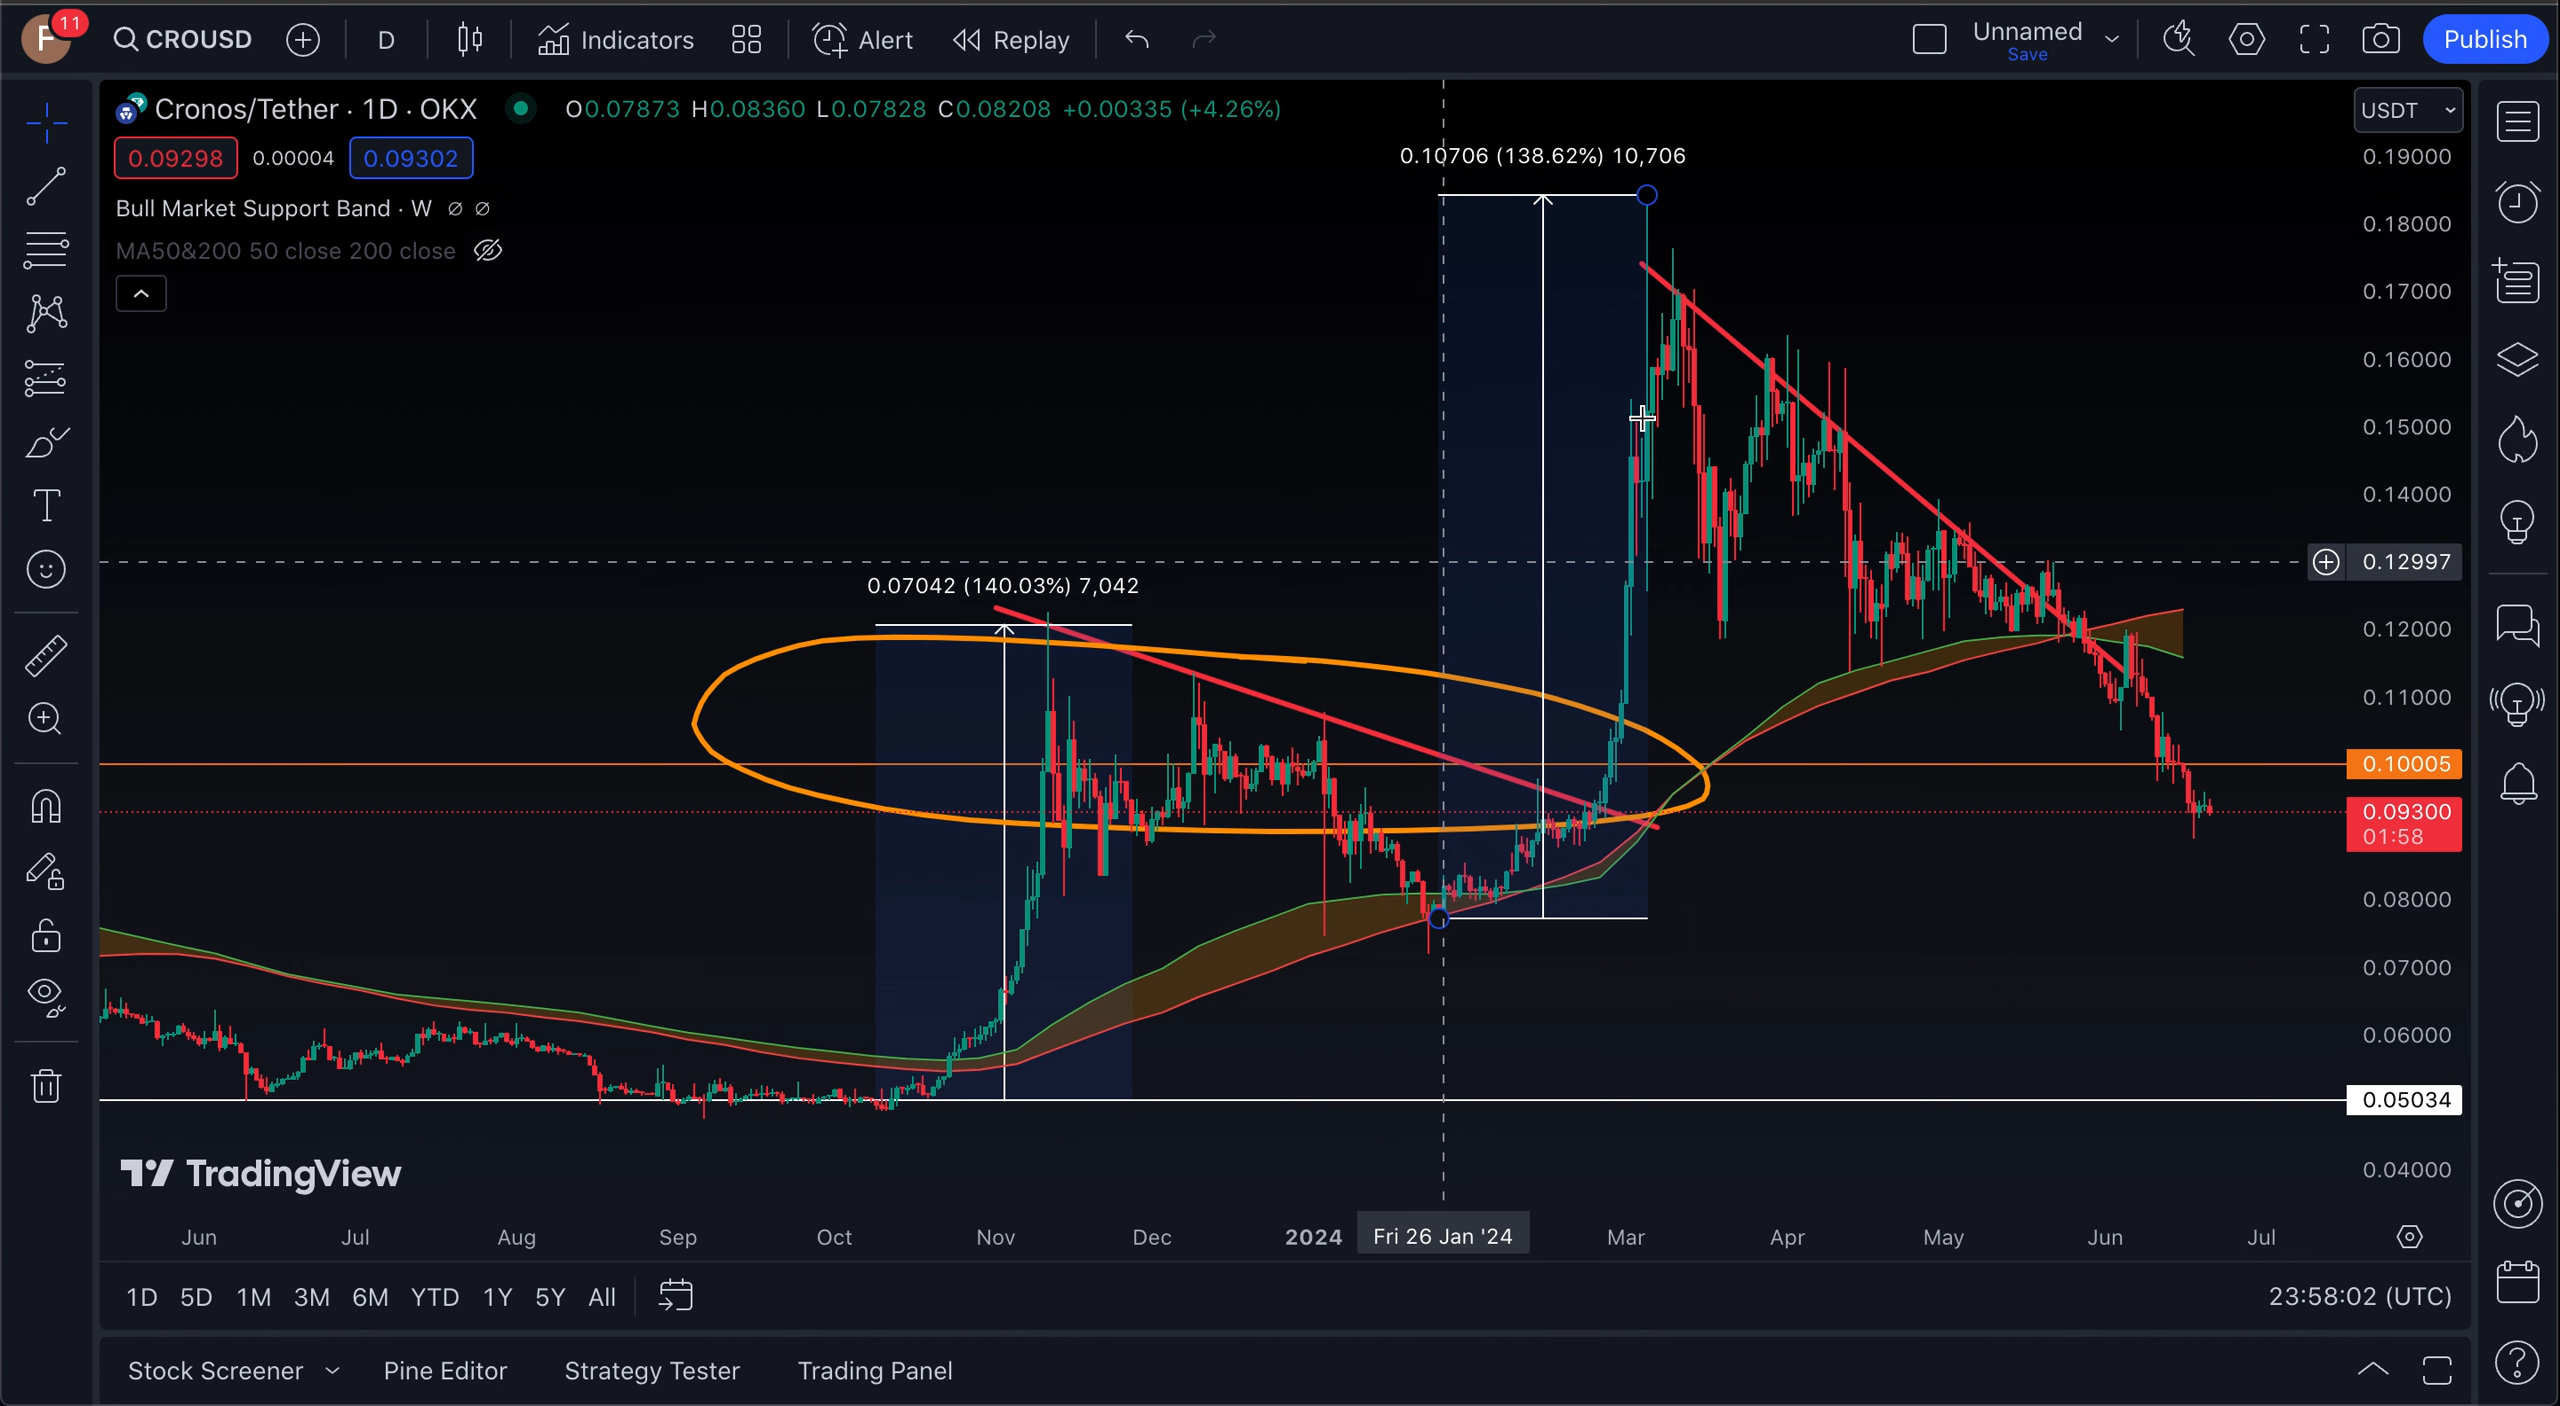 F 11 CROUSD D Indicators Alert Replay Unnamed Save Publish
Cronos/Tether · 1D · OKX O0.07873 H0.08360 L0.07828 C0.08208 +0.00335 (+4.26%)
USDT
0.09298 0.00004 0.09302
Bull Market Support Band · W ∅ ∅
MA50&200 50 close 200 close
0.10706 (138.62%) 10,706
0.07042 (140.03%) 7,042
0.19000
0.18000
0.17000
0.16000
0.15000
0.14000
0.12997
0.12000
0.11000
0.10005
0.09300
01:58
0.08000
0.07000
0.06000
0.05034
0.04000
TradingView
Jun Jul Aug Sep Oct Nov Dec 2024 Fri 26 Jan '24 Mar Apr May Jun Jul
1D 5D 1M 3M 6M YTD 1Y 5Y All 23:58:02 (UTC)
Stock Screener Pine Editor Strategy Tester Trading Panel